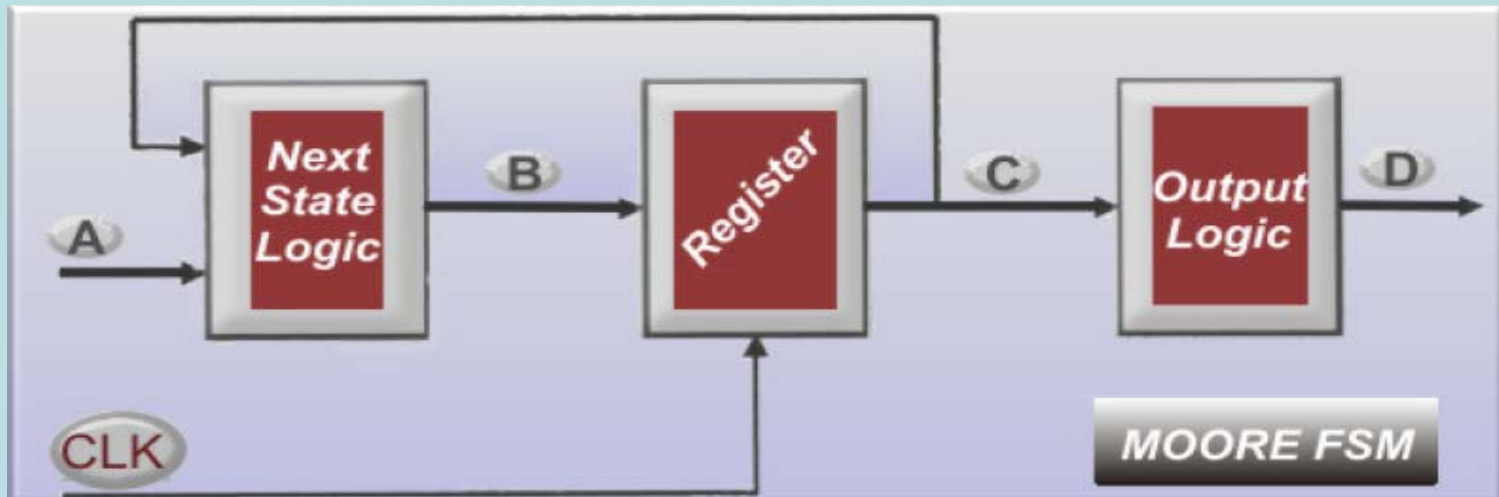 Next
State
Logic
A
B
Register
C
Output
Logic
D
CLK
MOORE FSM